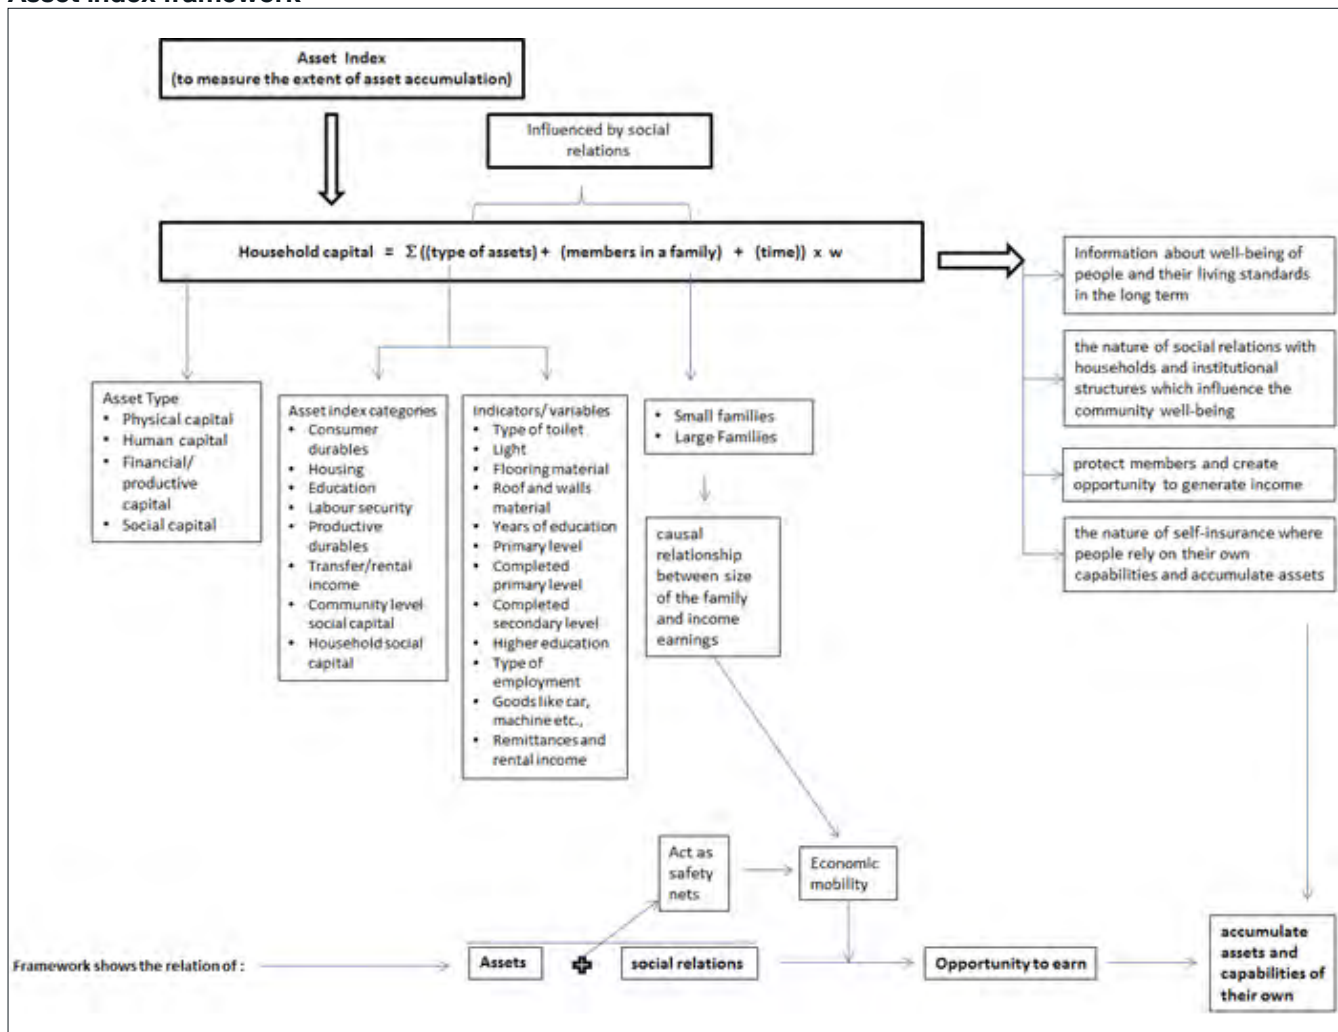 Asset Index framework
Asset Index
(to measure the extent of asset accumulation)
Influenced by social
relations
Household capital = Σ ((type of assets) + (members in a family) + (time)) x w
Information about well-being of
people and their living standards
in the long term
the nature of social relations with
households and institutional
structures which influence the
community well-being
protect members and create
opportunity to generate income
the nature of self-insurance where
people rely on their own
capabilities and accumulate assets
Asset Type
• Physical capital
• Human capital
• Financial/
productive
capital
• Social capital
Asset index categories
• Consumer
durables
• Housing
• Education
• Labour security
• Productive
durables
• Transfer/rental
income
• Community level
social capital
• Household social
capital
Indicators/ variables
• Type of toilet
• Light
• Flooring material
• Roof and walls
material
• Years of education
• Primary level
• Completed
primary level
• Completed
secondary level
• Higher education
• Type of
employment
• Goods like car,
machine etc.,
• Remittances and
rental income
• Small families
• Large Families
causal
relationship
between size
of the family
and income
earnings
Act as
safety
nets
Economic
mobility
Framework shows the relation of :
Assets + social relations
Opportunity to earn
accumulate
assets and
capabilities of
their own